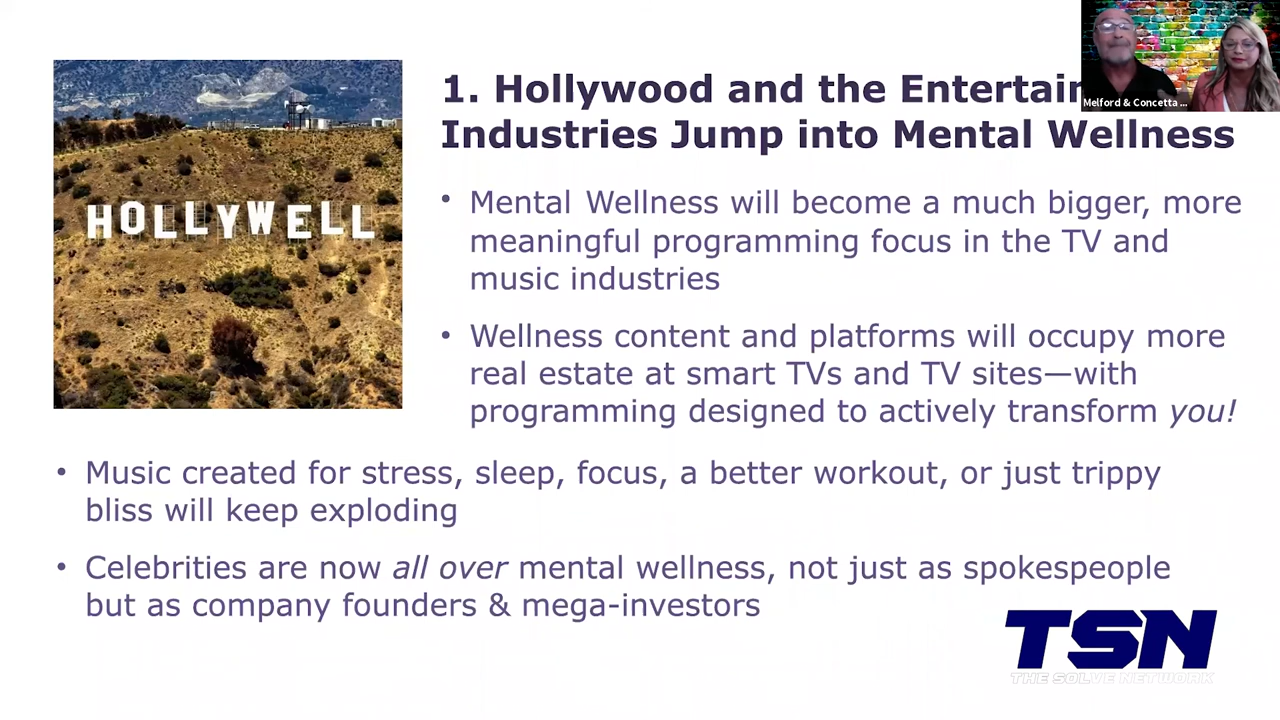 1. Hollywood and the Entertain
Industries Jump into Mental Wellness
Melford & Concetta ...
HOLLYWELL
• Mental Wellness will become a much bigger, more
meaningful programming focus in the TV and
music industries
• Wellness content and platforms will occupy more
real estate at smart TVs and TV sites—with
programming designed to actively transform you!
• Music created for stress, sleep, focus, a better workout, or just trippy
bliss will keep exploding
• Celebrities are now all over mental wellness, not just as spokespeople
but as company founders & mega-investors
TSN
THE SOLVE NETWORK